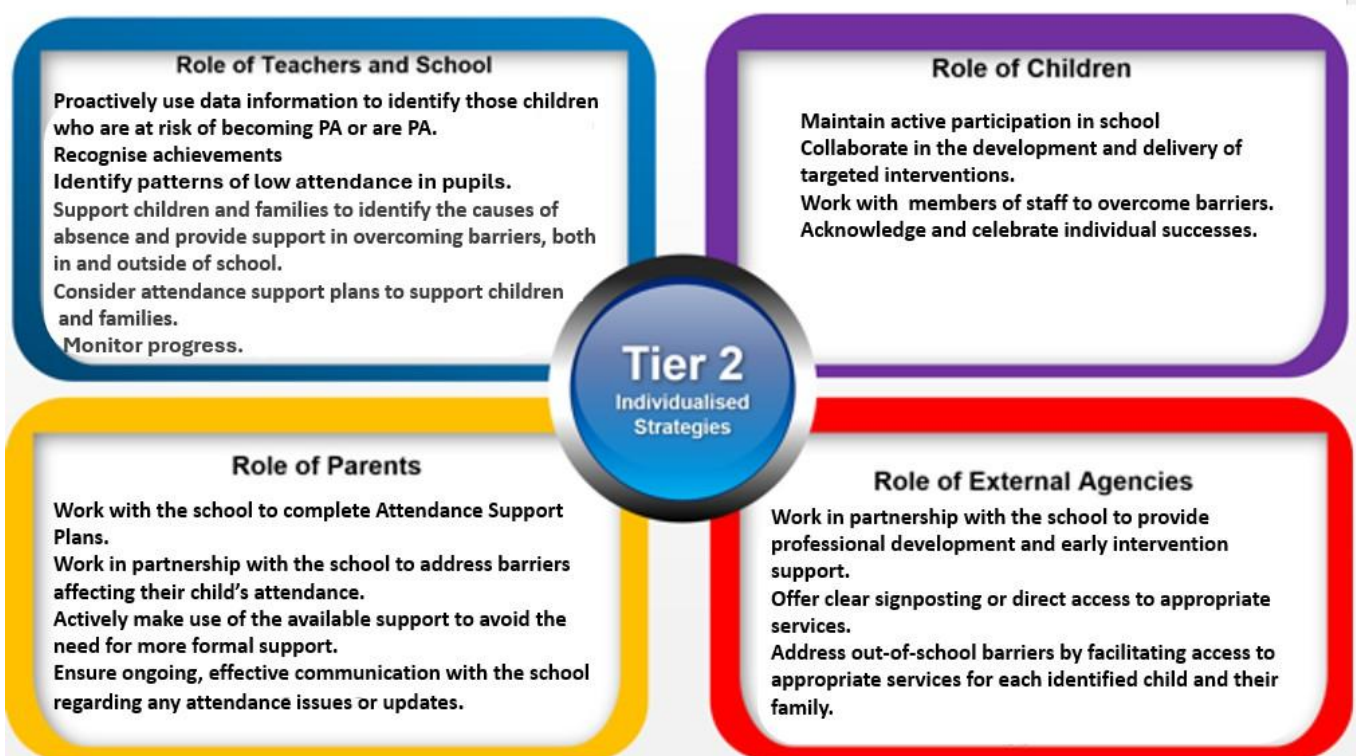 Role of Teachers and School
Proactively use data information to identify those children
who are at risk of becoming PA or are PA.
Recognise achievements
Identify patterns of low attendance in pupils.
Support children and families to identify the causes of
absence and provide support in overcoming barriers, both
in and outside of school.
Consider attendance support plans to support children
and families.
Monitor progress.
Role of Children
Maintain active participation in school
Collaborate in the development and delivery of
targeted interventions.
Work with members of staff to overcome barriers.
Acknowledge and celebrate individual successes.
Tier 2
Individualised
Strategies
Role of Parents
Work with the school to complete Attendance Support
Plans.
Work in partnership with the school to address barriers
affecting their child’s attendance.
Actively make use of the available support to avoid the
need for more formal support.
Ensure ongoing, effective communication with the school
regarding any attendance issues or updates.
Role of External Agencies
Work in partnership with the school to provide
professional development and early intervention
support.
Offer clear signposting or direct access to appropriate
services.
Address out-of-school barriers by facilitating access to
appropriate services for each identified child and their
family.